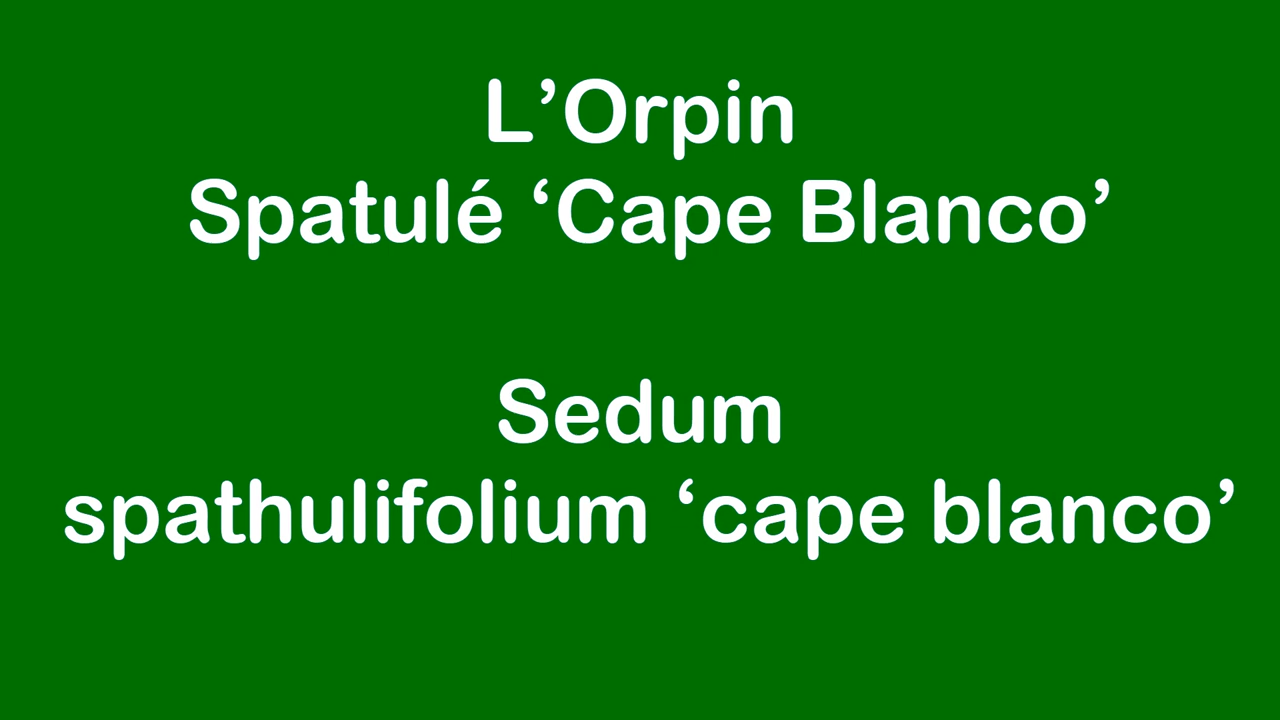 L’Orpin
Spatulé ‘Cape Blanco’
Sedum
spathulifolium ‘cape blanco’